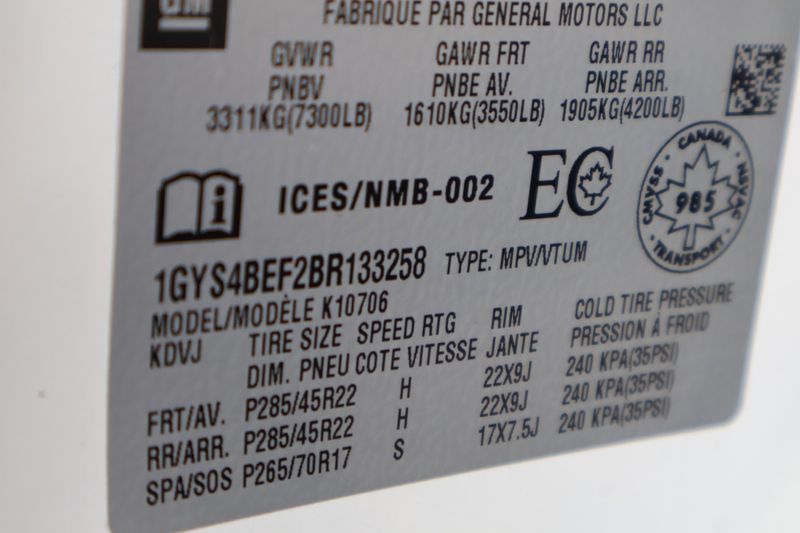 GM
FABRIQUE PAR GENERAL MOTORS LLC
GVWR GAWR FRT GAWR RR
PNBV PNBE AV. PNBE ARR.
3311KG(7300LB) 1610KG(3550LB) 1905KG(4200LB)
i ICES/NMB-002 EC
CANADA
CMVSS 985 NSVAC
TRANSPORT
1GYS4BEF2BR133258 TYPE: MPV/VTUM
MODEL/MODÈLE K10706
KDVJ TIRE SIZE SPEED RTG RIM COLD TIRE PRESSURE
DIM. PNEU COTE VITESSE JANTE PRESSION À FROID
FRT/AV. P285/45R22 H 22X9J 240 KPA(35PSI)
RR/ARR. P285/45R22 H 22X9J 240 KPA(35PSI)
SPA/SOS P265/70R17 S 17X7.5J 240 KPA(35PSI)